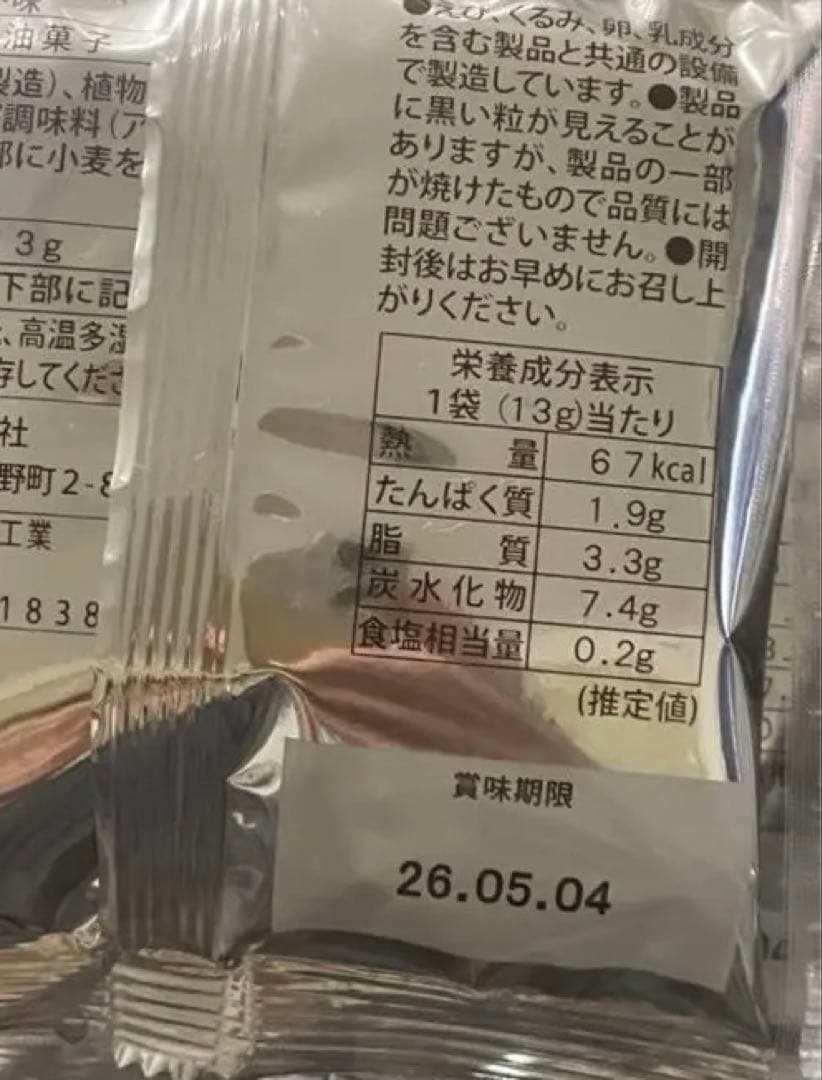 味
油菓子
製造）、植物
調味料（ア
部に小麦を
3g
下部に記
、高温多湿
存してくださ
社
野町2-8
工業
1838
●えび、くるみ、卵、乳成分
を含む製品と共通の設備
で製造しています。●製品
に黒い粒が見えることが
ありますが、製品の一部
が焼けたもので品質には
問題ございません。●開
封後はお早めにお召し上
がりください。
栄養成分表示
1袋（13g)当たり
熱量 67kcal
たんぱく質 1.9g
脂質 3.3g
炭水化物 7.4g
食塩相当量 0.2g
(推定値)
賞味期限
26.05.04